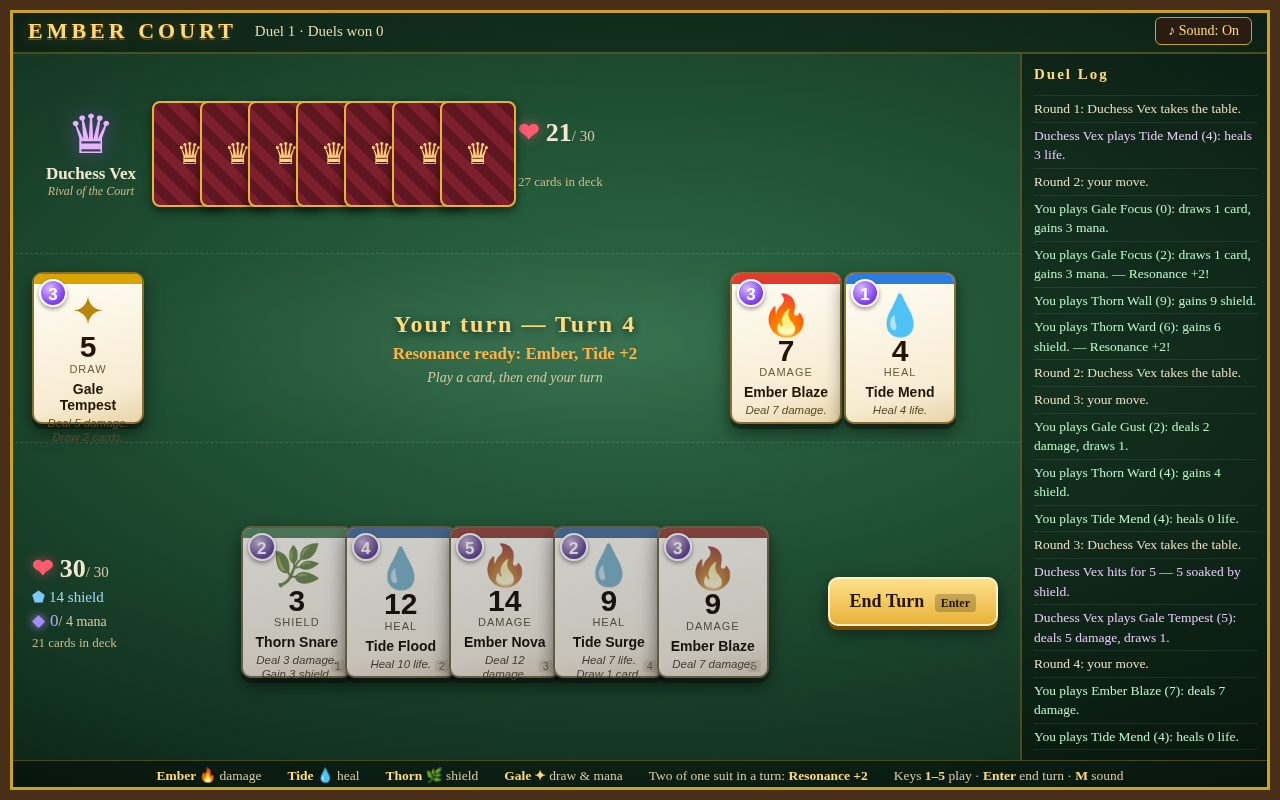 EMBER COURT
Duel 1 · Duels won 0
♪ Sound: On
Duchess Vex
Rival of the Court
21/ 30
27 cards in deck
3
5
DRAW
Gale
Tempest
Deal 5 damage.
Draw 2 cards.
Your turn — Turn 4
Resonance ready: Ember, Tide +2
Play a card, then end your turn
3
7
DAMAGE
Ember Blaze
Deal 7 damage.
1
4
HEAL
Tide Mend
Heal 4 life.
30/ 30
14 shield
0/ 4 mana
21 cards in deck
2
3
SHIELD
Thorn Snare
Deal 3 damage.
Gain 3 shield.
1
4
12
HEAL
Tide Flood
Heal 10 life.
2
5
14
DAMAGE
Ember Nova
Deal 12
damage.
3
2
9
HEAL
Tide Surge
Heal 7 life.
Draw 1 card.
4
3
9
DAMAGE
Ember Blaze
Deal 7 damage.
5
End Turn Enter
Duel Log
Round 1: Duchess Vex takes the table.
Duchess Vex plays Tide Mend (4): heals
3 life.
Round 2: your move.
You plays Gale Focus (0): draws 1 card,
gains 3 mana.
You plays Gale Focus (2): draws 1 card,
gains 3 mana. — Resonance +2!
You plays Thorn Wall (9): gains 9 shield.
You plays Thorn Ward (6): gains 6
shield. — Resonance +2!
Round 2: Duchess Vex takes the table.
Round 3: your move.
You plays Gale Gust (2): deals 2
damage, draws 1.
You plays Thorn Ward (4): gains 4
shield.
You plays Tide Mend (4): heals 0 life.
Round 3: Duchess Vex takes the table.
Duchess Vex hits for 5 — 5 soaked by
shield.
Duchess Vex plays Gale Tempest (5):
deals 5 damage, draws 1.
Round 4: your move.
You plays Ember Blaze (7): deals 7
damage.
You plays Tide Mend (4): heals 0 life.
Ember 🔥 damage Tide 💧 heal Thorn 🌿 shield Gale ✦ draw & mana Two of one suit in a turn: Resonance +2 Keys 1–5 play · Enter end turn · M sound